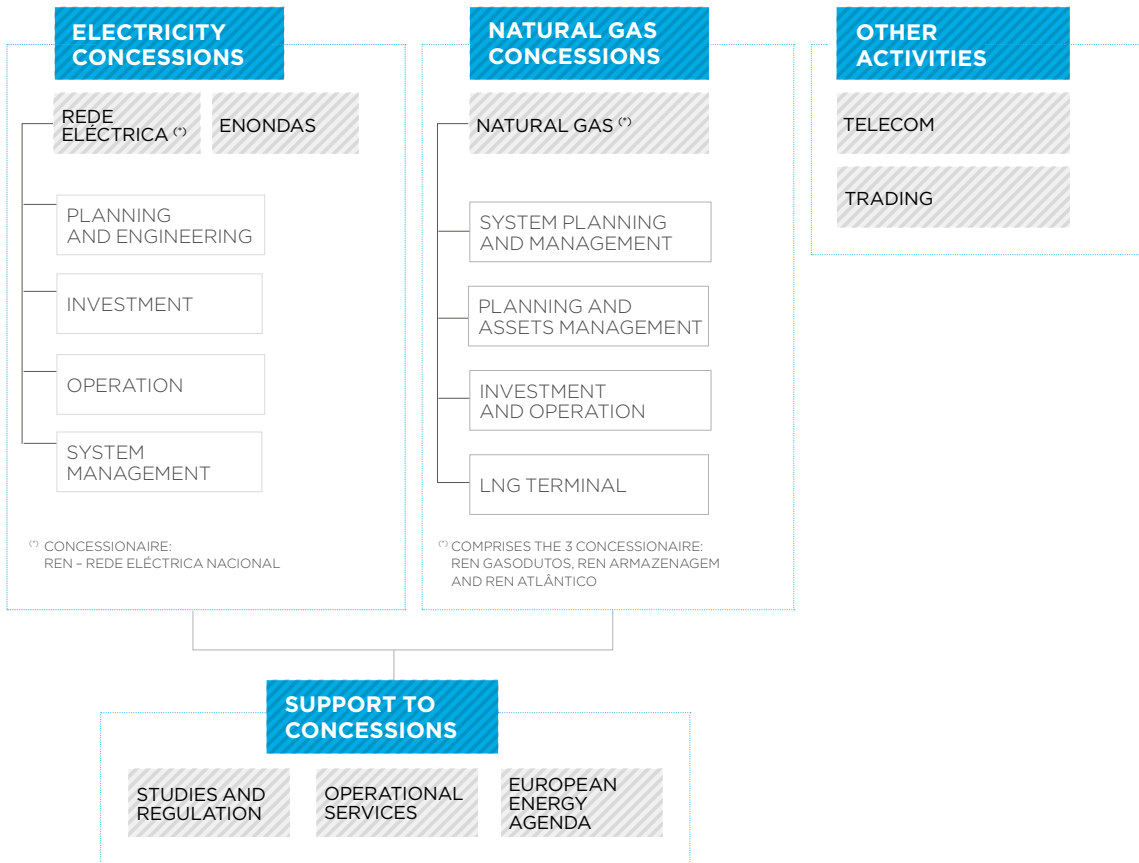 ELECTRICITY
CONCESSIONS
REDE
ELÉCTRICA (*)
ENONDAS
PLANNING
AND ENGINEERING
INVESTMENT
OPERATION
SYSTEM
MANAGEMENT
(*) CONCESSIONAIRE:
REN – REDE ELÉCTRICA NACIONAL
NATURAL GAS
CONCESSIONS
NATURAL GAS (*)
SYSTEM PLANNING
AND MANAGEMENT
PLANNING AND
ASSETS MANAGEMENT
INVESTMENT
AND OPERATION
LNG TERMINAL
(*) COMPRISES THE 3 CONCESSIONAIRE:
REN GASODUTOS, REN ARMAZENAGEM
AND REN ATLÂNTICO
OTHER
ACTIVITIES
TELECOM
TRADING
SUPPORT TO
CONCESSIONS
STUDIES AND
REGULATION
OPERATIONAL
SERVICES
EUROPEAN
ENERGY
AGENDA